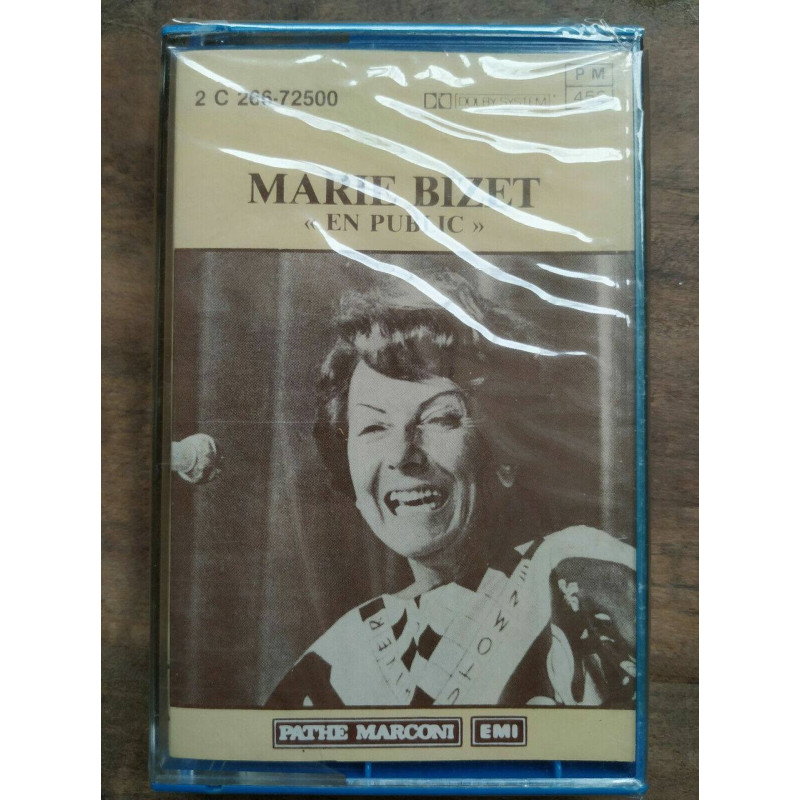 2 C 266-72500
DOLBY SYSTEM
P M
MARIE BIZET
« EN PUBLIC »
PATHE MARCONI
EMI